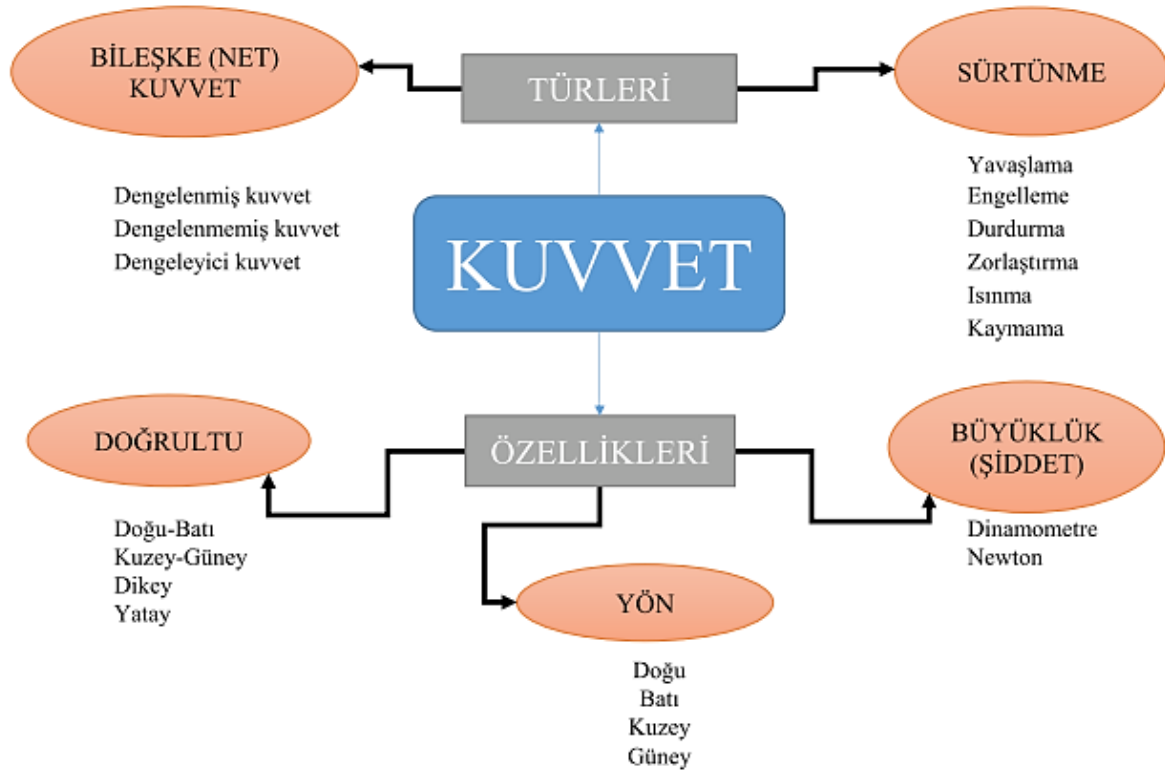 BİLEŞKE (NET)
KUVVET
TÜRLERİ
SÜRTÜNME
Dengelenmiş kuvvet
Dengelenmemiş kuvvet
Dengeleyici kuvvet
KUVVET
Yavaşlama
Engelleme
Durdurma
Zorlaştırma
Isınma
Kaymama
DOĞRULTU
ÖZELLİKLERİ
BÜYÜKLÜK
(ŞİDDET)
Doğu-Batı
Kuzey-Güney
Dikey
Yatay
Dinamometre
Newton
YÖN
Doğu
Batı
Kuzey
Güney